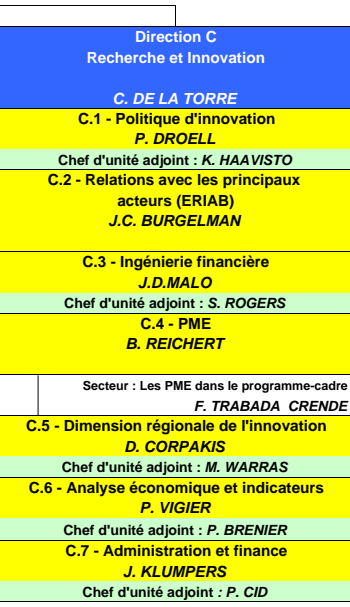 Direction C
Recherche et Innovation
C. DE LA TORRE
C.1 - Politique d'innovation
P. DROELL
Chef d'unité adjoint : K. HAAVISTO
C.2 - Relations avec les principaux
acteurs (ERIAB)
J.C. BURGELMAN
C.3 - Ingénierie financière
J.D.MALO
Chef d'unité adjoint : S. ROGERS
C.4 - PME
B. REICHERT
Secteur : Les PME dans le programme-cadre
F. TRABADA CRENDE
C.5 - Dimension régionale de l'innovation
D. CORPAKIS
Chef d'unité adjoint : M. WARRAS
C.6 - Analyse économique et indicateurs
P. VIGIER
Chef d'unité adjoint : P. BRENIER
C.7 - Administration et finance
J. KLUMPERS
Chef d'unité adjoint : P. CID